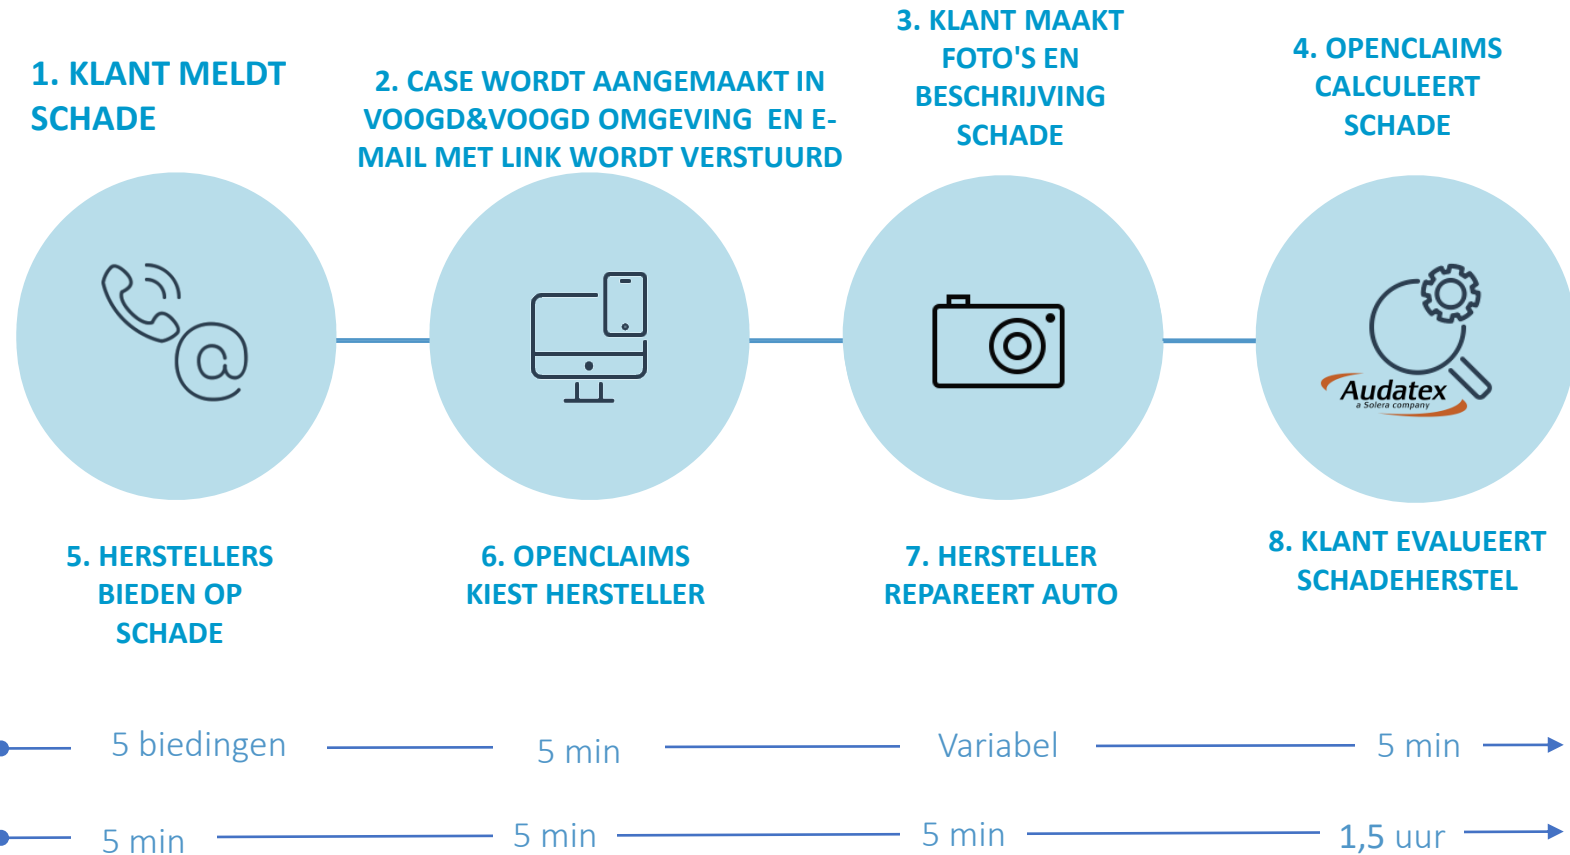 1. KLANT MELDT
SCHADE
2. CASE WORDT AANGEMAAKT IN
VOOGD&VOOGD OMGEVING EN E-
MAIL MET LINK WORDT VERSTUURD
3. KLANT MAAKT
FOTO'S EN
BESCHRIJVING
SCHADE
4. OPENCLAIMS
CALCULEERT
SCHADE
@
Audatex
a Solera company
5. HERSTELLERS
BIEDEN OP
SCHADE
6. OPENCLAIMS
KIEST HERSTELLER
7. HERSTELLER
REPAREERT AUTO
8. KLANT EVALUEERT
SCHADEHERSTEL
5 biedingen
5 min
Variabel
5 min
5 min
5 min
5 min
1,5 uur